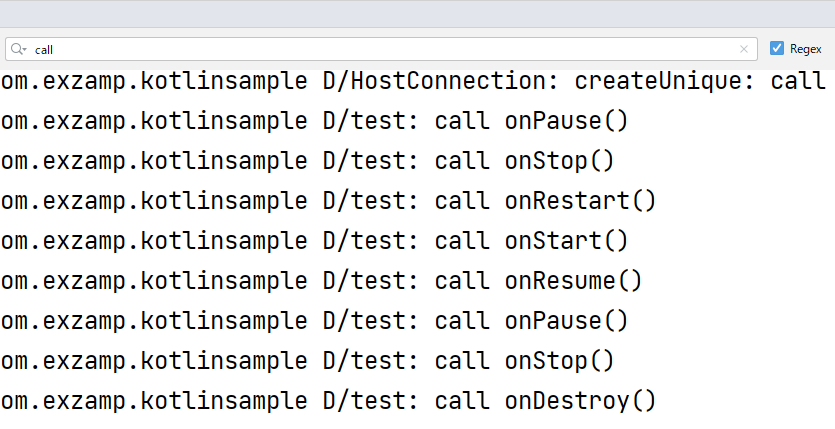 call
Regex
om.exzamp.kotlinsample D/HostConnection: createUnique: call
om.exzamp.kotlinsample D/test: call onPause()
om.exzamp.kotlinsample D/test: call onStop()
om.exzamp.kotlinsample D/test: call onRestart()
om.exzamp.kotlinsample D/test: call onStart()
om.exzamp.kotlinsample D/test: call onResume()
om.exzamp.kotlinsample D/test: call onPause()
om.exzamp.kotlinsample D/test: call onStop()
om.exzamp.kotlinsample D/test: call onDestroy()